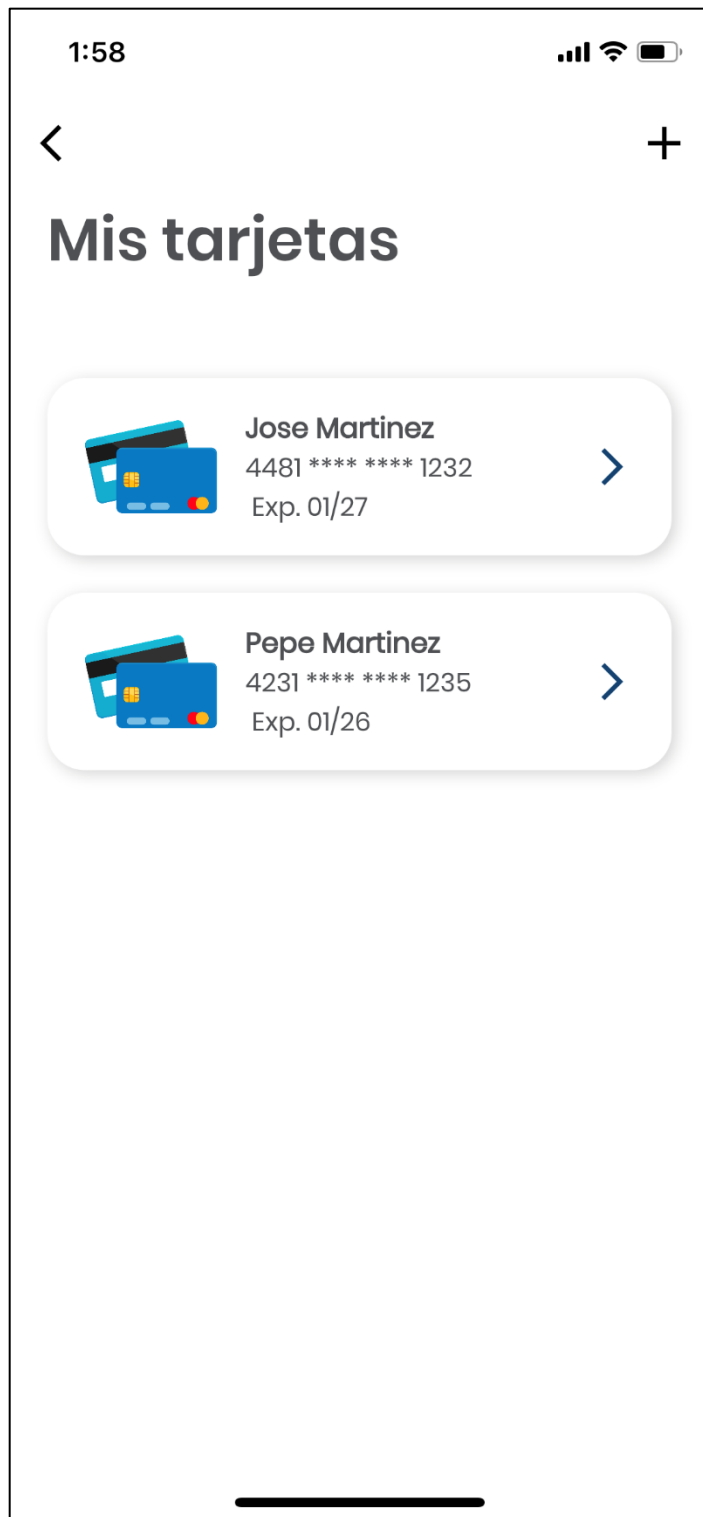 1:58
Mis tarjetas
Jose Martinez
4481 **** **** 1232
Exp. 01/27
Pepe Martinez
4231 **** **** 1235
Exp. 01/26